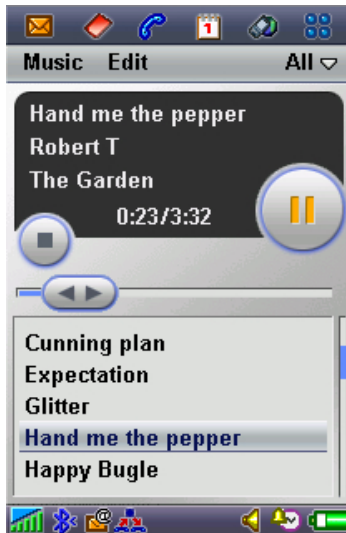 1
Music Edit All
Hand me the pepper
Robert T
The Garden
0:23/3:32
Cunning plan
Expectation
Glitter
Hand me the pepper
Happy Bugle
@